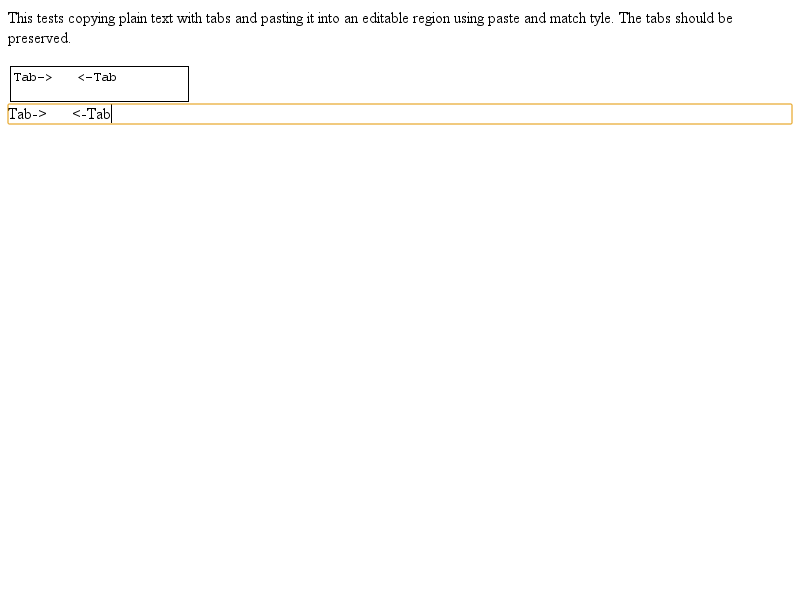 This tests copying plain text with tabs and pasting it into an editable region using paste and match tyle. The tabs should be
preserved.
Tab->	<-Tab
Tab->	<-Tab